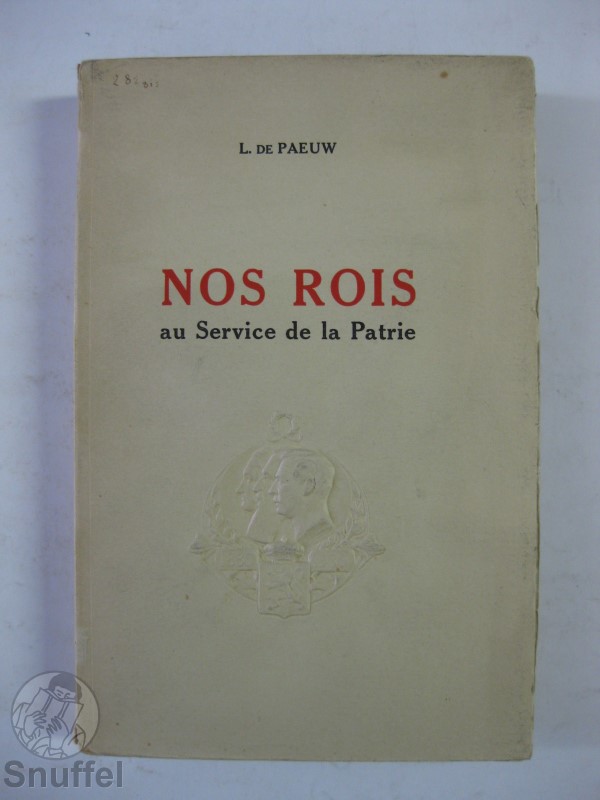 L. DE PAEUW
NOS ROIS
au Service de la Patrie
Snuffel